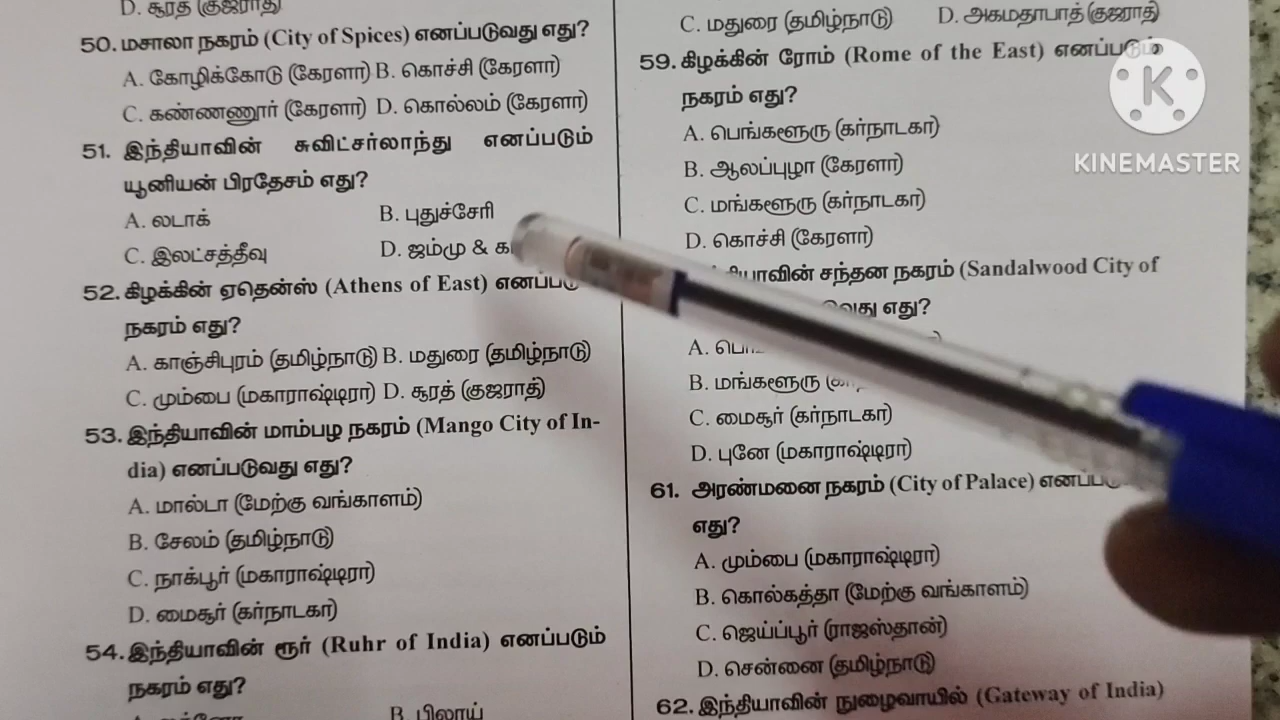 D. சூரத் (குஜராத்)
50. மசாலா நகரம் (City of Spices) எனப்படுவது எது?
A. கோழிக்கோடு (கேரளா) B. கொச்சி (கேரளா)
C. கண்ணணூர் (கேரளா) D. கொல்லம் (கேரளா)
51. இந்தியாவின் சுவிட்சர்லாந்து எனப்படும்
யூனியன் பிரதேசம் எது?
A. லடாக் B. புதுச்சேரி
C. இலட்சத்தீவு D. ஜம்மு &
52. கிழக்கின் ஏதென்ஸ் (Athens of East)
நகரம் எது?
A. காஞ்சிபுரம் (தமிழ்நாடு) B. மதுரை (தமிழ்நாடு)
C. மும்பை (மகாராஷ்டிரா) D. சூரத் (குஜராத்)
53. இந்தியாவின் மாம்பழ நகரம் (Mango City of In-
dia) எனப்படுவது எது?
A. மால்டா (மேற்கு வங்காளம்)
B. சேலம் (தமிழ்நாடு)
C. நாக்பூர் (மகாராஷ்டிரா)
D. மைசூர் (கர்நாடகா)
54. இந்தியாவின் ரூர் (Ruhr of India) எனப்படும்
நகரம் எது?
B. பிலாய்
C. மதுரை (தமிழ்நாடு) D. அகமதாபாத் (குஜராத்)
59. கிழக்கின் ரோம் (Rome of the East) எனப்படும்
நகரம் எது?
A. பெங்களூரு (கர்நாடகா)
B. ஆலப்புழா (கேரளா)
C. மங்களூரு (கர்நாடகா)
D. கொச்சி (கேரளா)
சந்தன நகரம் (Sandalwood City of
எது?
A.
B. மங்களூரு
C. மைசூர் (கர்நாடகா)
D. புனே (மகாராஷ்டிரா)
61. அரண்மனை நகரம் (City of Palace)
எது?
A. மும்பை (மகாராஷ்டிரா)
B. கொல்கத்தா (மேற்கு வங்காளம்)
C. ஜெய்ப்பூர் (ராஜஸ்தான்)
D. சென்னை (தமிழ்நாடு)
62. இந்தியாவின் நுழைவாயில் (Gateway of India)
K
KINEMASTER